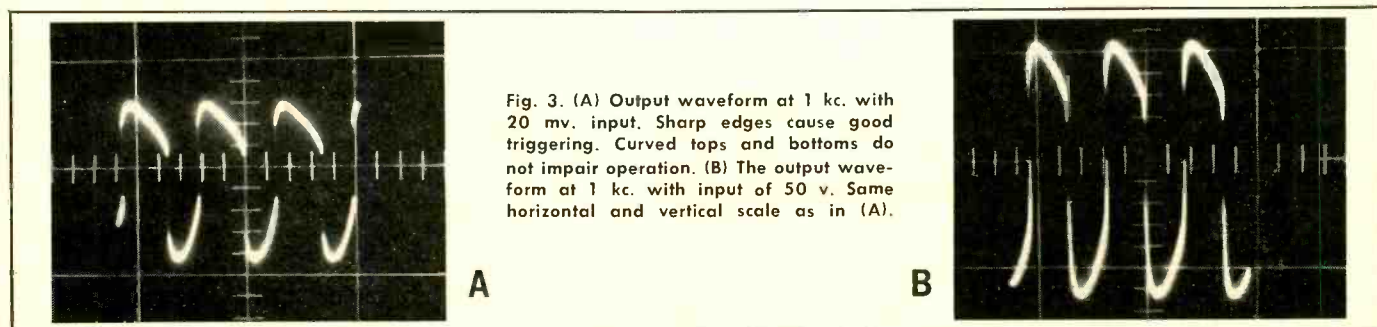 Fig. 3. (A) Output waveform at 1 kc. with
20 mv. input. Sharp edges cause good
triggering. Curved tops and bottoms do
not impair operation. (B) The output wave-
form at 1 kc. with input of 50 v. Same
horizontal and vertical scale as in (A).
A
B